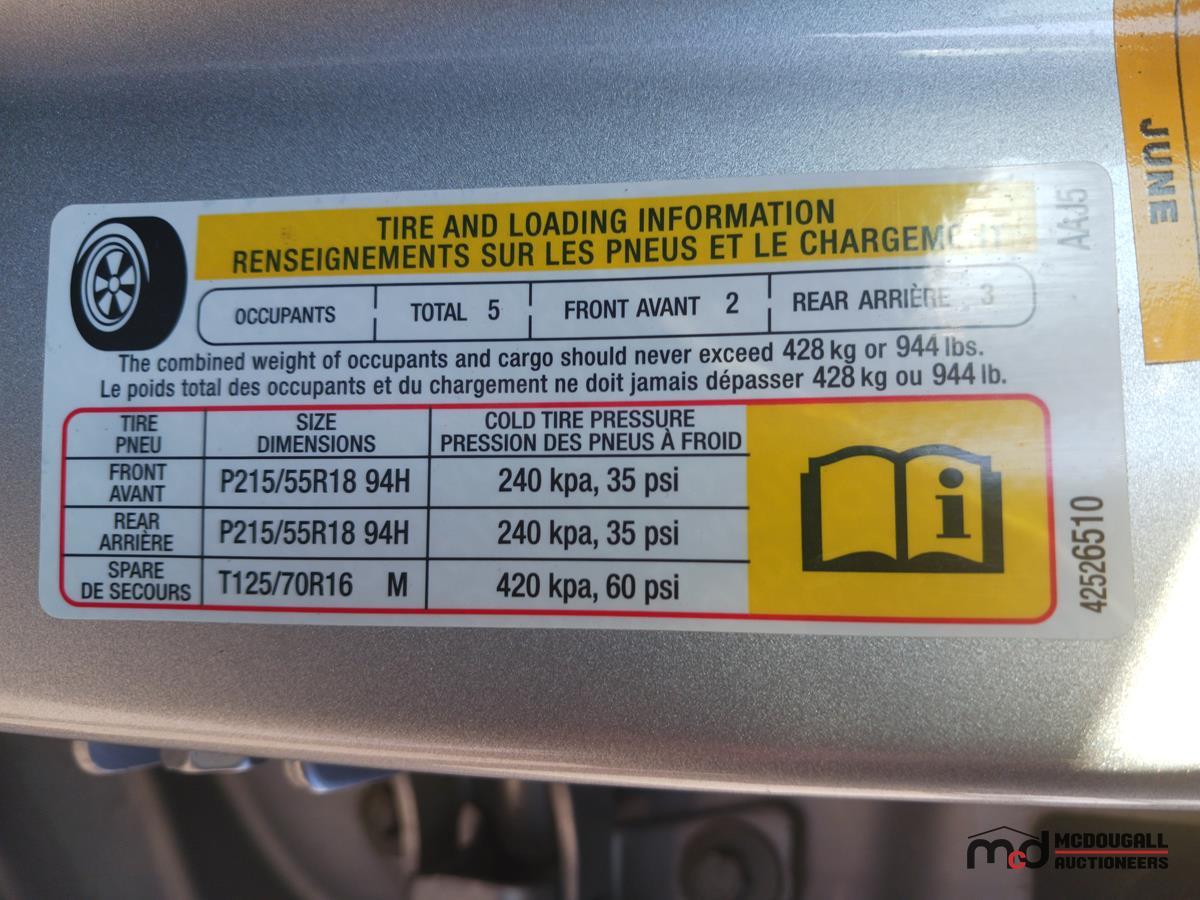 JUNE
TIRE AND LOADING INFORMATION
RENSEIGNEMENTS SUR LES PNEUS ET LE CHARGEMENT
AAJ5
OCCUPANTS TOTAL 5 FRONT AVANT 2 REAR ARRIÈRE 3
The combined weight of occupants and cargo should never exceed 428 kg or 944 lbs.
Le poids total des occupants et du chargement ne doit jamais dépasser 428 kg ou 944 lb.
TIRE SIZE COLD TIRE PRESSURE
PNEU DIMENSIONS PRESSION DES PNEUS À FROID
FRONT
AVANT P215/55R18 94H 240 kpa, 35 psi
REAR
ARRIÈRE P215/55R18 94H 240 kpa, 35 psi
SPARE
DE SECOURS T125/70R16 M 420 kpa, 60 psi
i
42526510
mcd MCDOUGALL
AUCTIONEERS